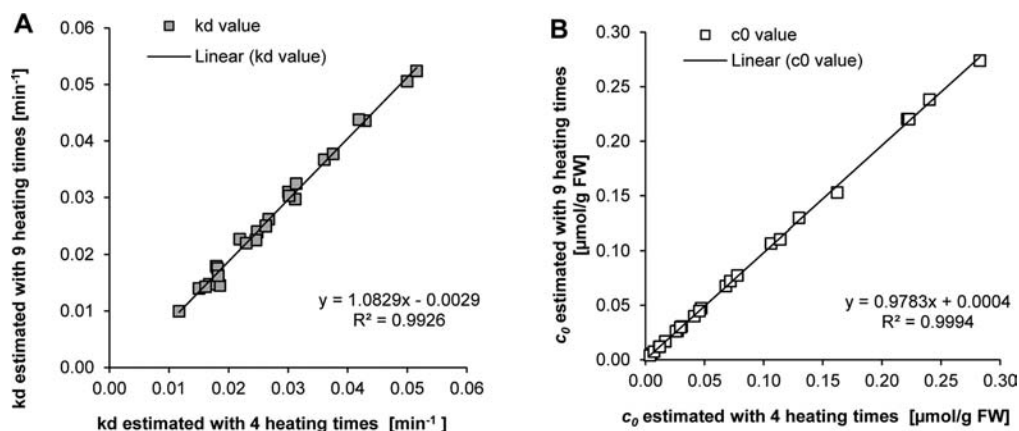 A
kd value
Linear (kd value)
kd estimated with 9 heating times [min⁻¹]
0.06
0.05
0.04
0.03
0.02
0.01
0.00
y = 1.0829x - 0.0029
R² = 0.9926
0.00 0.01 0.02 0.03 0.04 0.05 0.06
kd estimated with 4 heating times [min⁻¹]
B
c0 value
Linear (c0 value)
c₀ estimated with 9 heating times
[µmol/g FW]
0.30
0.25
0.20
0.15
0.10
0.05
0.00
y = 0.9783x + 0.0004
R² = 0.9994
0.00 0.05 0.10 0.15 0.20 0.25 0.30
c₀ estimated with 4 heating times [µmol/g FW]